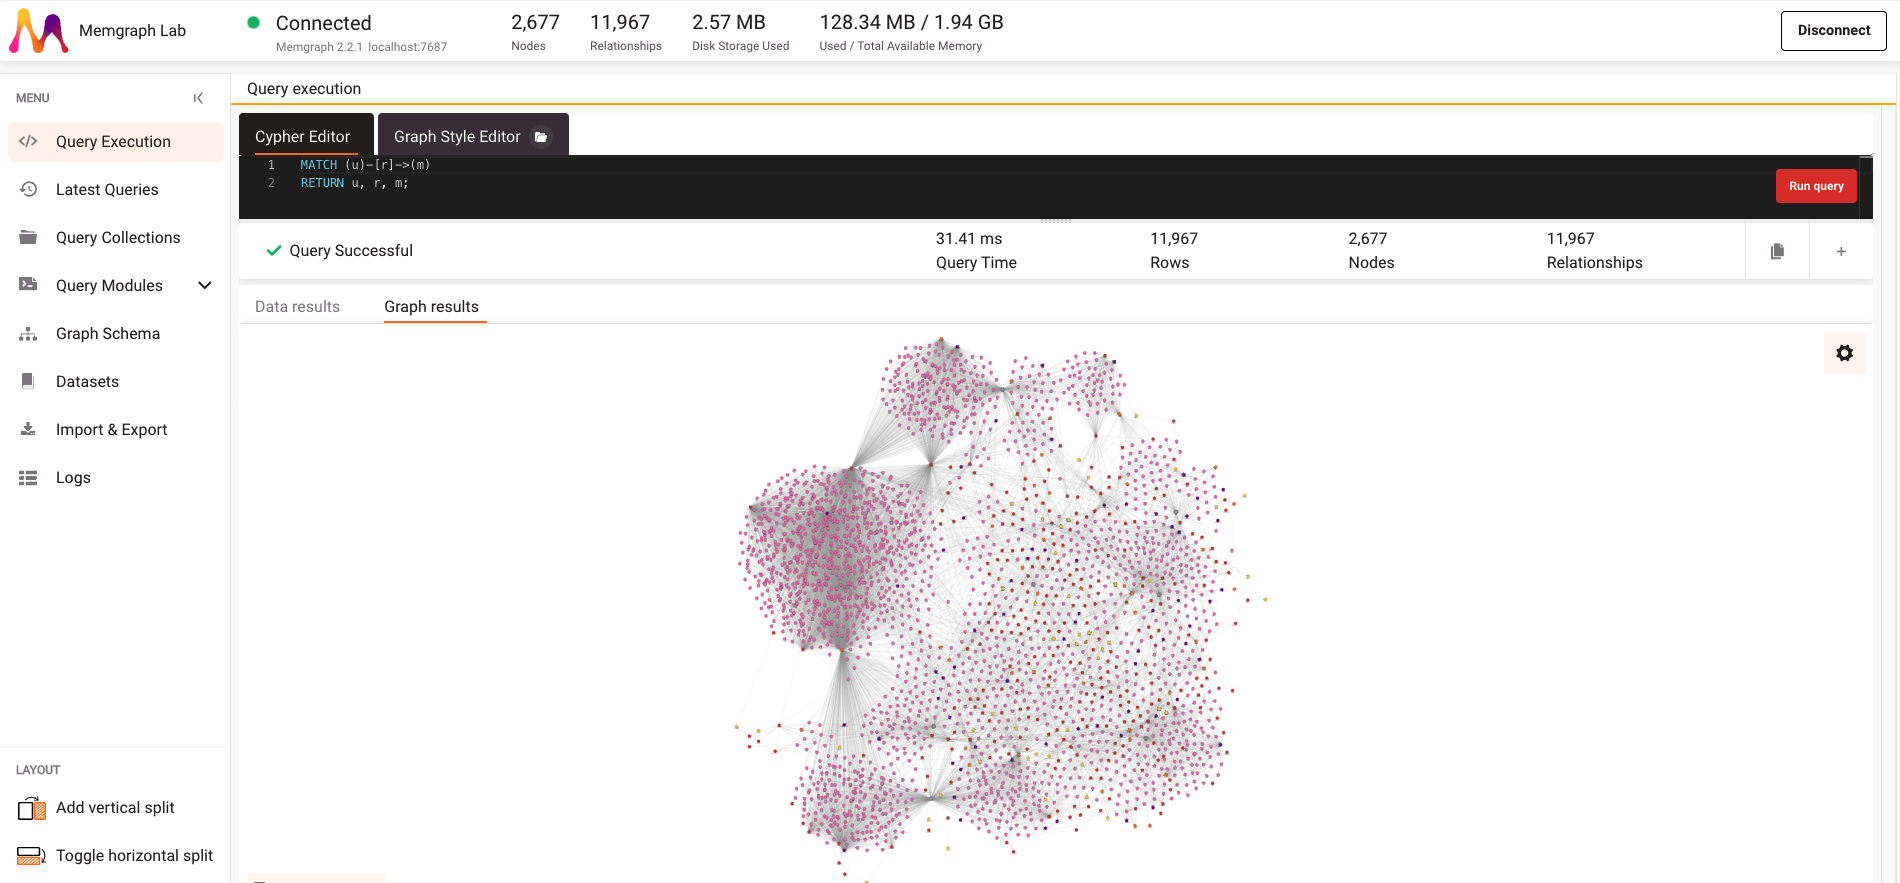 Memgraph Lab
Connected
Memgraph 2.2.1 localhost:7687
2,677
Nodes
11,967
Relationships
2.57 MB
Disk Storage Used
128.34 MB / 1.94 GB
Used / Total Available Memory
Disconnect
MENU
Query Execution
Latest Queries
Query Collections
Query Modules
Graph Schema
Datasets
Import & Export
Logs
LAYOUT
Add vertical split
Toggle horizontal split
Query execution
Cypher Editor
Graph Style Editor
1 MATCH (u)-[r]->(m)
2 RETURN u, r, m;
Run query
Query Successful
31.41 ms
Query Time
11,967
Rows
2,677
Nodes
11,967
Relationships
Data results
Graph results